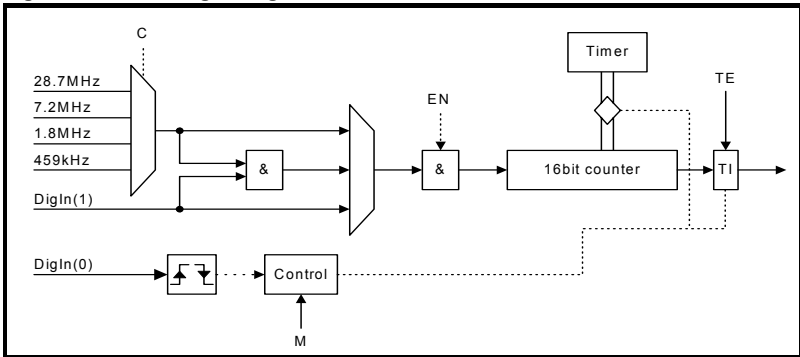 C
Timer
28.7MHz
TE
7.2MHz
EN
1.8MHz
459kHz
&
&
16bit counter
TI
DigIn(1)
DigIn(0)
Control
M